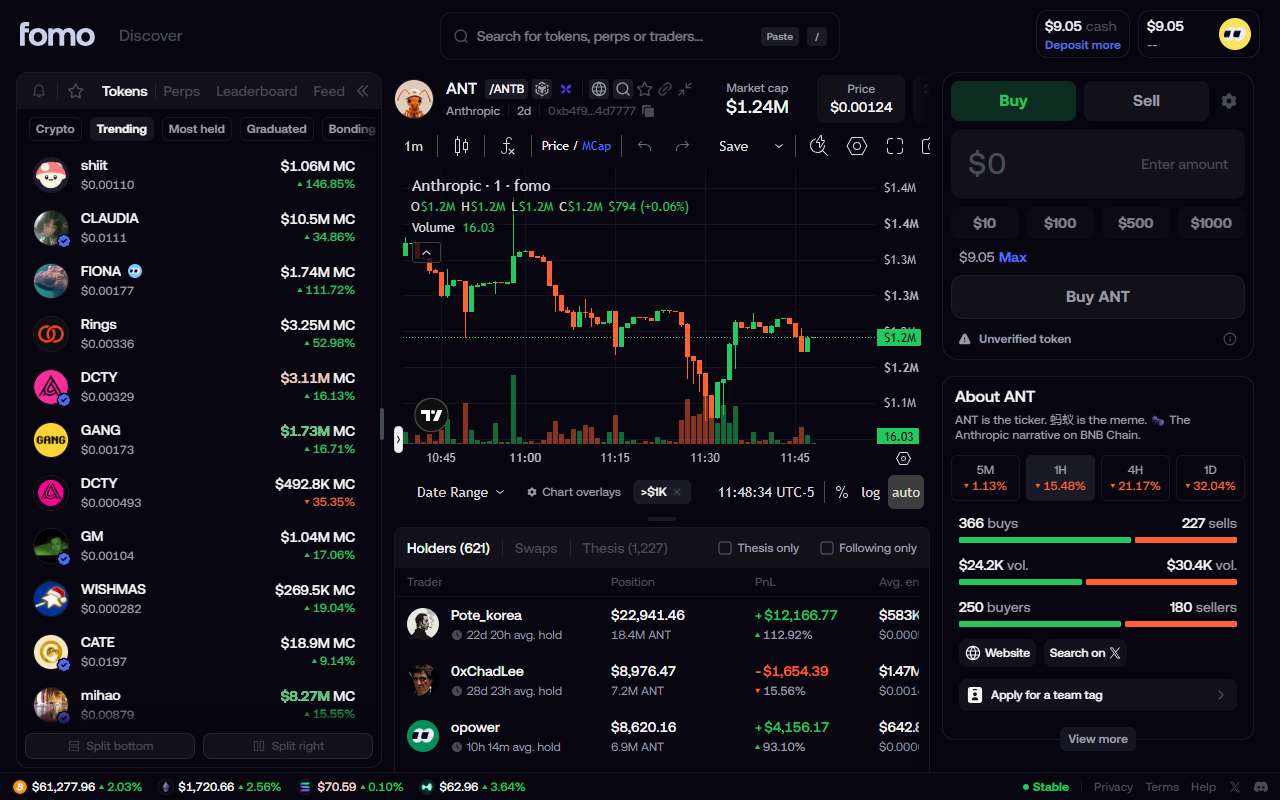 fomo
Discover
Search for tokens, perps or traders...
Paste
/
$9.05 cash
Deposit more
$9.05
--
Tokens
Perps
Leaderboard
Feed
Crypto
Trending
Most held
Graduated
Bonding
shiit
$0.00110
$1.06M MC
146.85%
CLAUDIA
$0.0111
$10.5M MC
34.86%
FIONA
$0.00177
$1.74M MC
111.72%
Rings
$0.00336
$3.25M MC
52.98%
DCTY
$0.00329
$3.11M MC
16.13%
GANG
GANG
$0.00173
$1.73M MC
16.71%
DCTY
$0.000493
$492.8K MC
35.35%
GM
$0.00104
$1.04M MC
17.06%
WISHMAS
$0.000282
$269.5K MC
19.04%
CATE
$0.0197
$18.9M MC
9.14%
mihao
$0.00879
$8.27M MC
15.55%
Split bottom
Split right
ANT
/ANTB
Anthropic
2d
0xb4f9...4d7777
Market cap
$1.24M
Price
$0.00124
1m
Price / MCap
Save
Anthropic · 1 · fomo
O$1.2M H$1.2M L$1.2M C$1.2M $794 (+0.06%)
Volume 16.03
$1.4M
$1.4M
$1.3M
$1.3M
$1.2M
$1.2M
$1.1M
16.03
10:45
11:00
11:15
11:30
11:45
Date Range
Chart overlays
>$1K
11:48:34 UTC-5
%
log
auto
Holders (621)
Swaps
Thesis (1,227)
Thesis only
Following only
Trader
Position
PnL
Avg. en
Pote_korea
22d 20h avg. hold
$22,941.46
18.4M ANT
+$12,166.77
112.92%
$583K
$0.000
0xChadLee
28d 23h avg. hold
$8,976.47
7.2M ANT
-$1,654.39
15.56%
$1.47M
$0.001
opower
10h 14m avg. hold
$8,620.16
6.9M ANT
+$4,156.17
93.10%
$642.8
$0.000
Buy
Sell
$0
Enter amount
$10
$100
$500
$1000
$9.05 Max
Buy ANT
Unverified token
About ANT
ANT is the ticker. 蚂蚁 is the meme. 🐜 The
Anthropic narrative on BNB Chain.
5M
1.13%
1H
15.48%
4H
21.17%
1D
32.04%
366 buys
227 sells
$24.2K vol.
$30.4K vol.
250 buyers
180 sellers
Website
Search on X
Apply for a team tag
View more
$61,277.96 2.03%
$1,720.66 2.56%
$70.59 0.10%
$62.96 3.64%
Stable
Privacy
Terms
Help